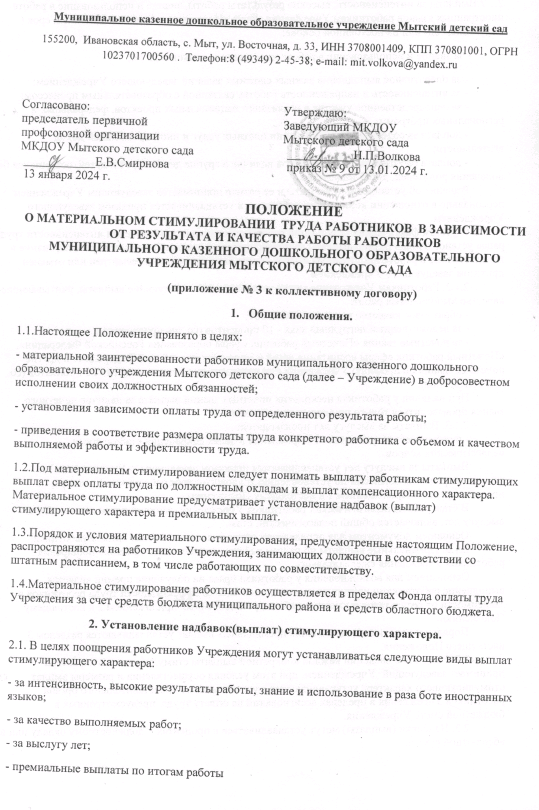 Муниципальное казенное дошкольное образовательное учреждение Мытский детский сад
155200, Ивановская область, с. Мыт, ул. Восточная, д. 33, ИНН 3708001409, КПП 370801001, ОГРН
1023701700560 . Телефон:8 (49349) 2-45-38; e-mail: mit.volkova@yandex.ru
Согласовано:
председатель первичной
профсоюзной организации
МКДОУ Мытского детского сада
Е.В.Смирнова
13 января 2024 г.
Утверждаю:
Заведующий МКДОУ
Мытского детского сада
Н.П.Волкова
приказ № 9 от 13.01.2024 г.
ПОЛОЖЕНИЕ
О МАТЕРИАЛЬНОМ СТИМУЛИРОВАНИИ ТРУДА РАБОТНИКОВ В ЗАВИСИМОСТИ
ОТ РЕЗУЛЬТАТА И КАЧЕСТВА РАБОТЫ РАБОТНИКОВ
МУНИЦИПАЛЬНОГО КАЗЕННОГО ДОШКОЛЬНОГО ОБРАЗОВАТЕЛЬНОГО
УЧРЕЖДЕНИЯ МЫТСКОГО ДЕТСКОГО САДА
(приложение № 3 к коллективному договору)
1. Общие положения.
1.1.Настоящее Положение принято в целях:
- материальной заинтересованности работников муниципального казенного дошкольного
образовательного учреждения Мытского детского сада (далее – Учреждение) в добросовестном
исполнении своих должностных обязанностей;
- установления зависимости оплаты труда от определенного результата работы;
- приведения в соответствие размера оплаты труда конкретного работника с объемом и качеством
выполняемой работы и эффективности труда.
1.2.Под материальным стимулированием следует понимать выплату работникам стимулирующих
выплат сверх оплаты труда по должностным окладам и выплат компенсационного характера.
Материальное стимулирование предусматривает установление надбавок (выплат)
стимулирующего характера и премиальных выплат.
1.3.Порядок и условия материального стимулирования, предусмотренные настоящим Положение,
распространяются на работников Учреждения, занимающих должности в соответствии со
штатным расписанием, в том числе работающих по совместительству.
1.4.Материальное стимулирование работников осуществляется в пределах Фонда оплаты труда
Учреждения за счет средств бюджета муниципального района и средств областного бюджета.
2. Установление надбавок(выплат) стимулирующего характера.
2.1. В целях поощрения работников Учреждения могут устанавливаться следующие виды выплат
стимулирующего характера:
- за интенсивность, высокие результаты работы, знание и использование в раза боте иностранных
языков;
- за качество выполняемых работ;
- за выслугу лет;
- премиальные выплаты по итогам работы